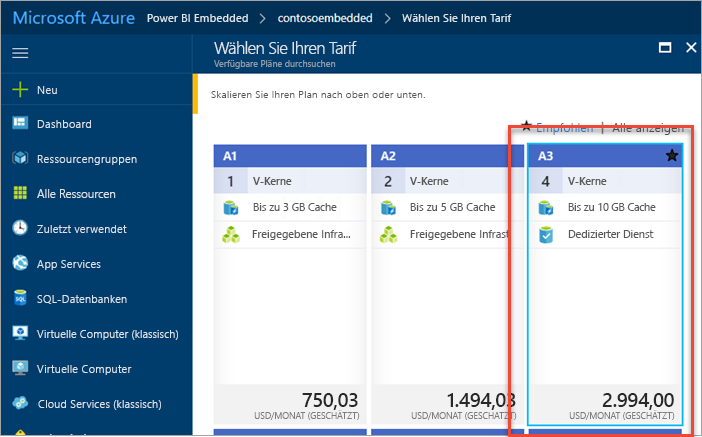 Microsoft Azure Power BI Embedded > contosoembedded > Wählen Sie Ihren Tarif
Neu
Dashboard
Ressourcengruppen
Alle Ressourcen
Zuletzt verwendet
App Services
SQL-Datenbanken
Virtuelle Computer (klassisch)
Virtuelle Computer
Cloud Services (klassisch)
Wählen Sie Ihren Tarif
Verfügbare Pläne durchsuchen
Skalieren Sie Ihren Plan nach oben oder unten.
Empfohlen | Alle anzeigen
A1
1 V-Kerne
Bis zu 3 GB Cache
Freigegebene Infra...
750,03
USD/MONAT (GESCHÄTZT)
A2
2 V-Kerne
Bis zu 5 GB Cache
Freigegebene Infrast
1.494,03
USD/MONAT (GESCHÄTZT)
A3
4 V-Kerne
Bis zu 10 GB Cache
Dedizierter Dienst
2.994,00
USD/MONAT (GESCHÄTZT)